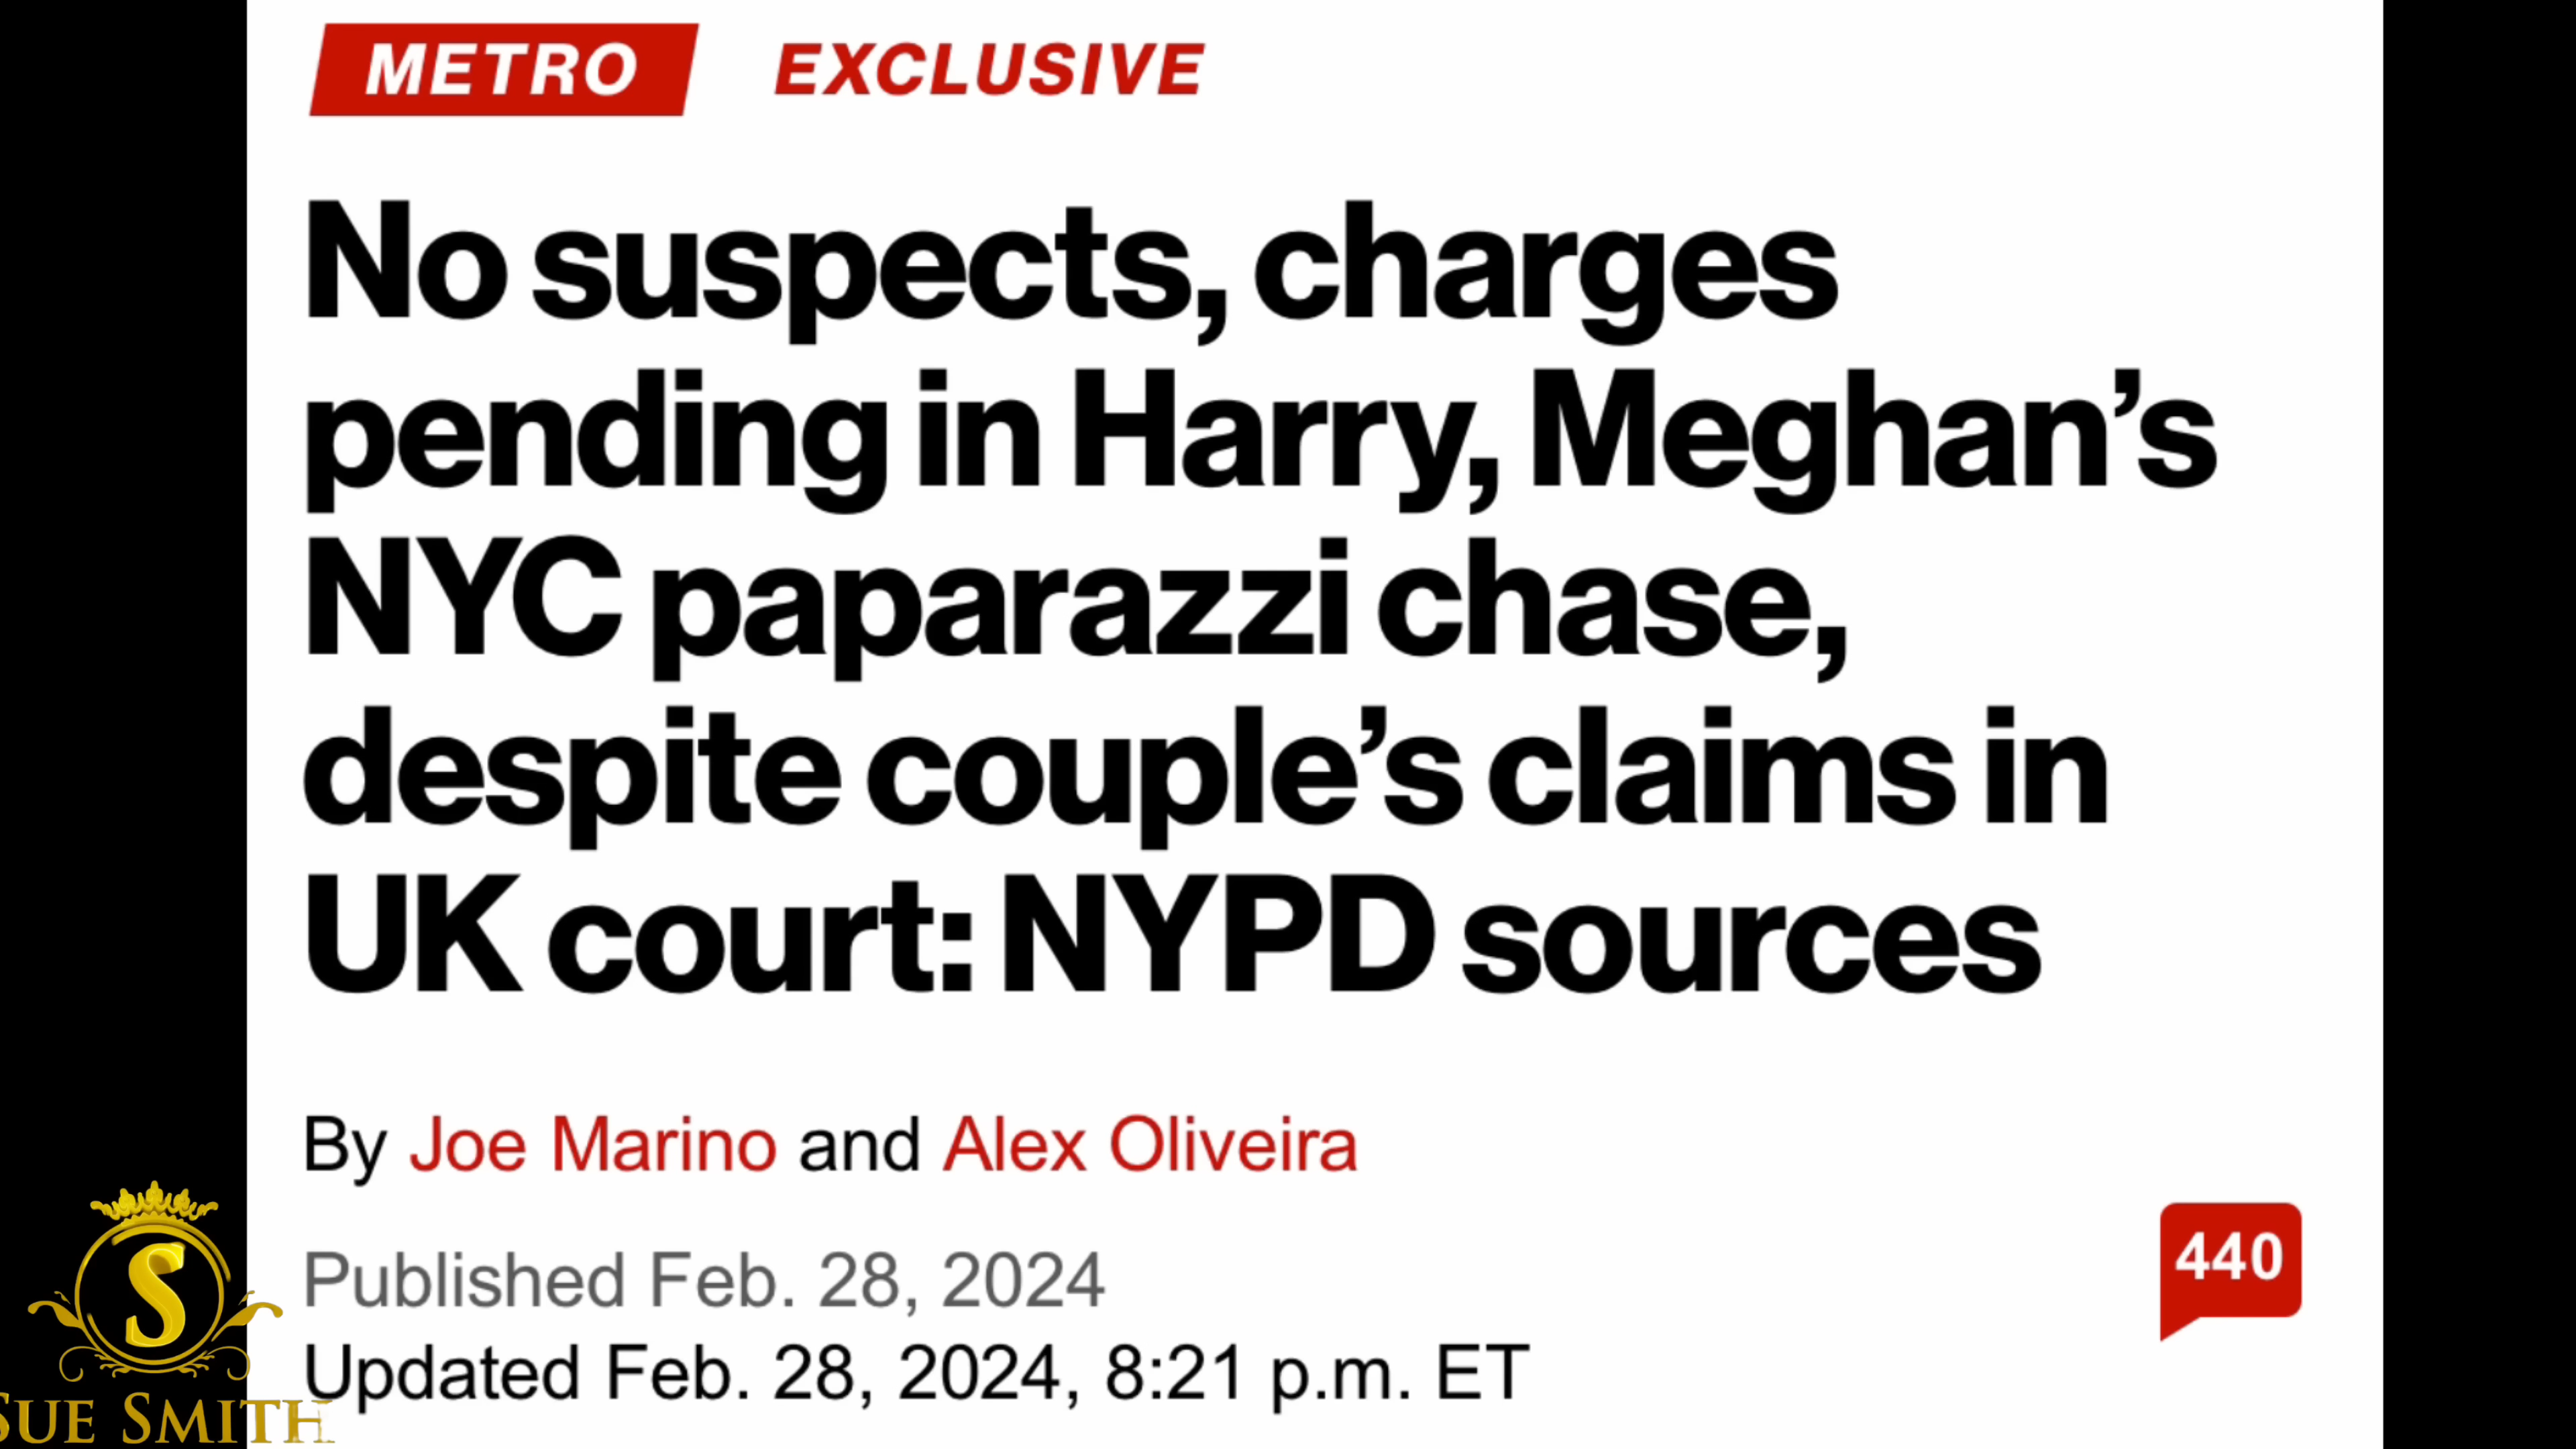 METRO EXCLUSIVE
No suspects, charges
pending in Harry, Meghan’s
NYC paparazzi chase,
despite couple’s claims in
UK court: NYPD sources
By Joe Marino and Alex Oliveira
Published Feb. 28, 2024
440
Updated Feb. 28, 2024, 8:21 p.m. ET
S
SUE SMITH